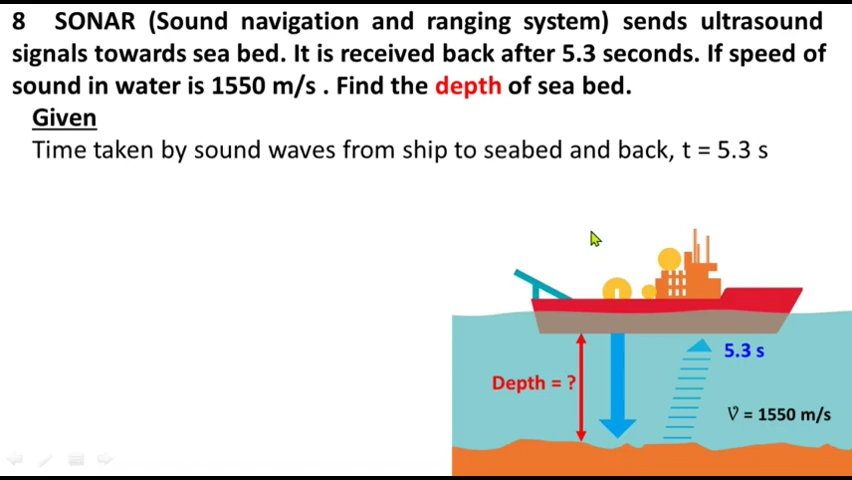 8 SONAR (Sound navigation and ranging system) sends ultrasound
signals towards sea bed. It is received back after 5.3 seconds. If speed of
sound in water is 1550 m/s . Find the depth of sea bed.
Given
Time taken by sound waves from ship to seabed and back, t = 5.3 s
5.3 s
Depth = ?
V = 1550 m/s